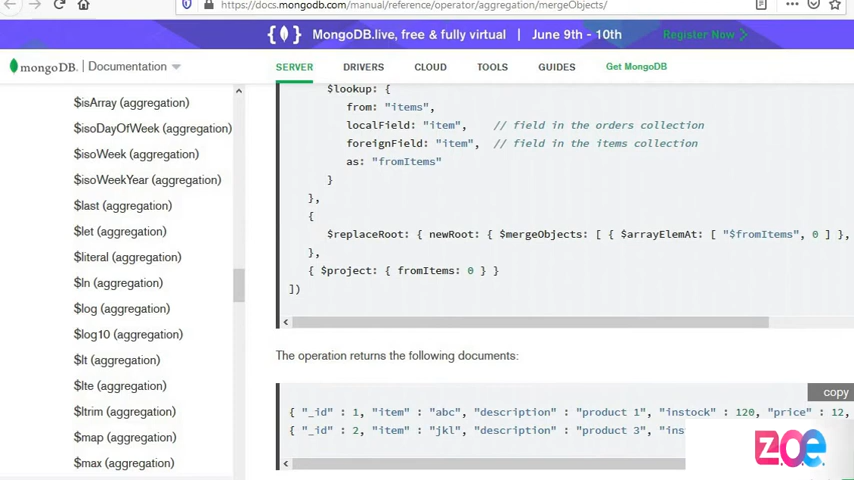 https://docs.mongodb.com/manual/reference/operator/aggregation/mergeObjects/
MongoDB.live, free & fully virtual | June 9th - 10th Register Now >
mongoDB. | Documentation
SERVER DRIVERS CLOUD TOOLS GUIDES Get MongoDB
$isArray (aggregation)
$isoDayOfWeek (aggregation)
$isoWeek (aggregation)
$isoWeekYear (aggregation)
$last (aggregation)
$let (aggregation)
$literal (aggregation)
$ln (aggregation)
$log (aggregation)
$log10 (aggregation)
$lt (aggregation)
$lte (aggregation)
$ltrim (aggregation)
$map (aggregation)
$max (aggregation)
$lookup: {
from: "items",
localField: "item", // field in the orders collection
foreignField: "item", // field in the items collection
as: "fromItems"
}
},
{
$replaceRoot: { newRoot: { $mergeObjects: [ { $arrayElemAt: [ "$fromItems", 0 ] },
},
{ $project: { fromItems: 0 } }
])
The operation returns the following documents:
copy
{ "_id" : 1, "item" : "abc", "description" : "product 1", "instock" : 120, "price" : 12,
{ "_id" : 2, "item" : "jkl", "description" : "product 3", "ins
zoe